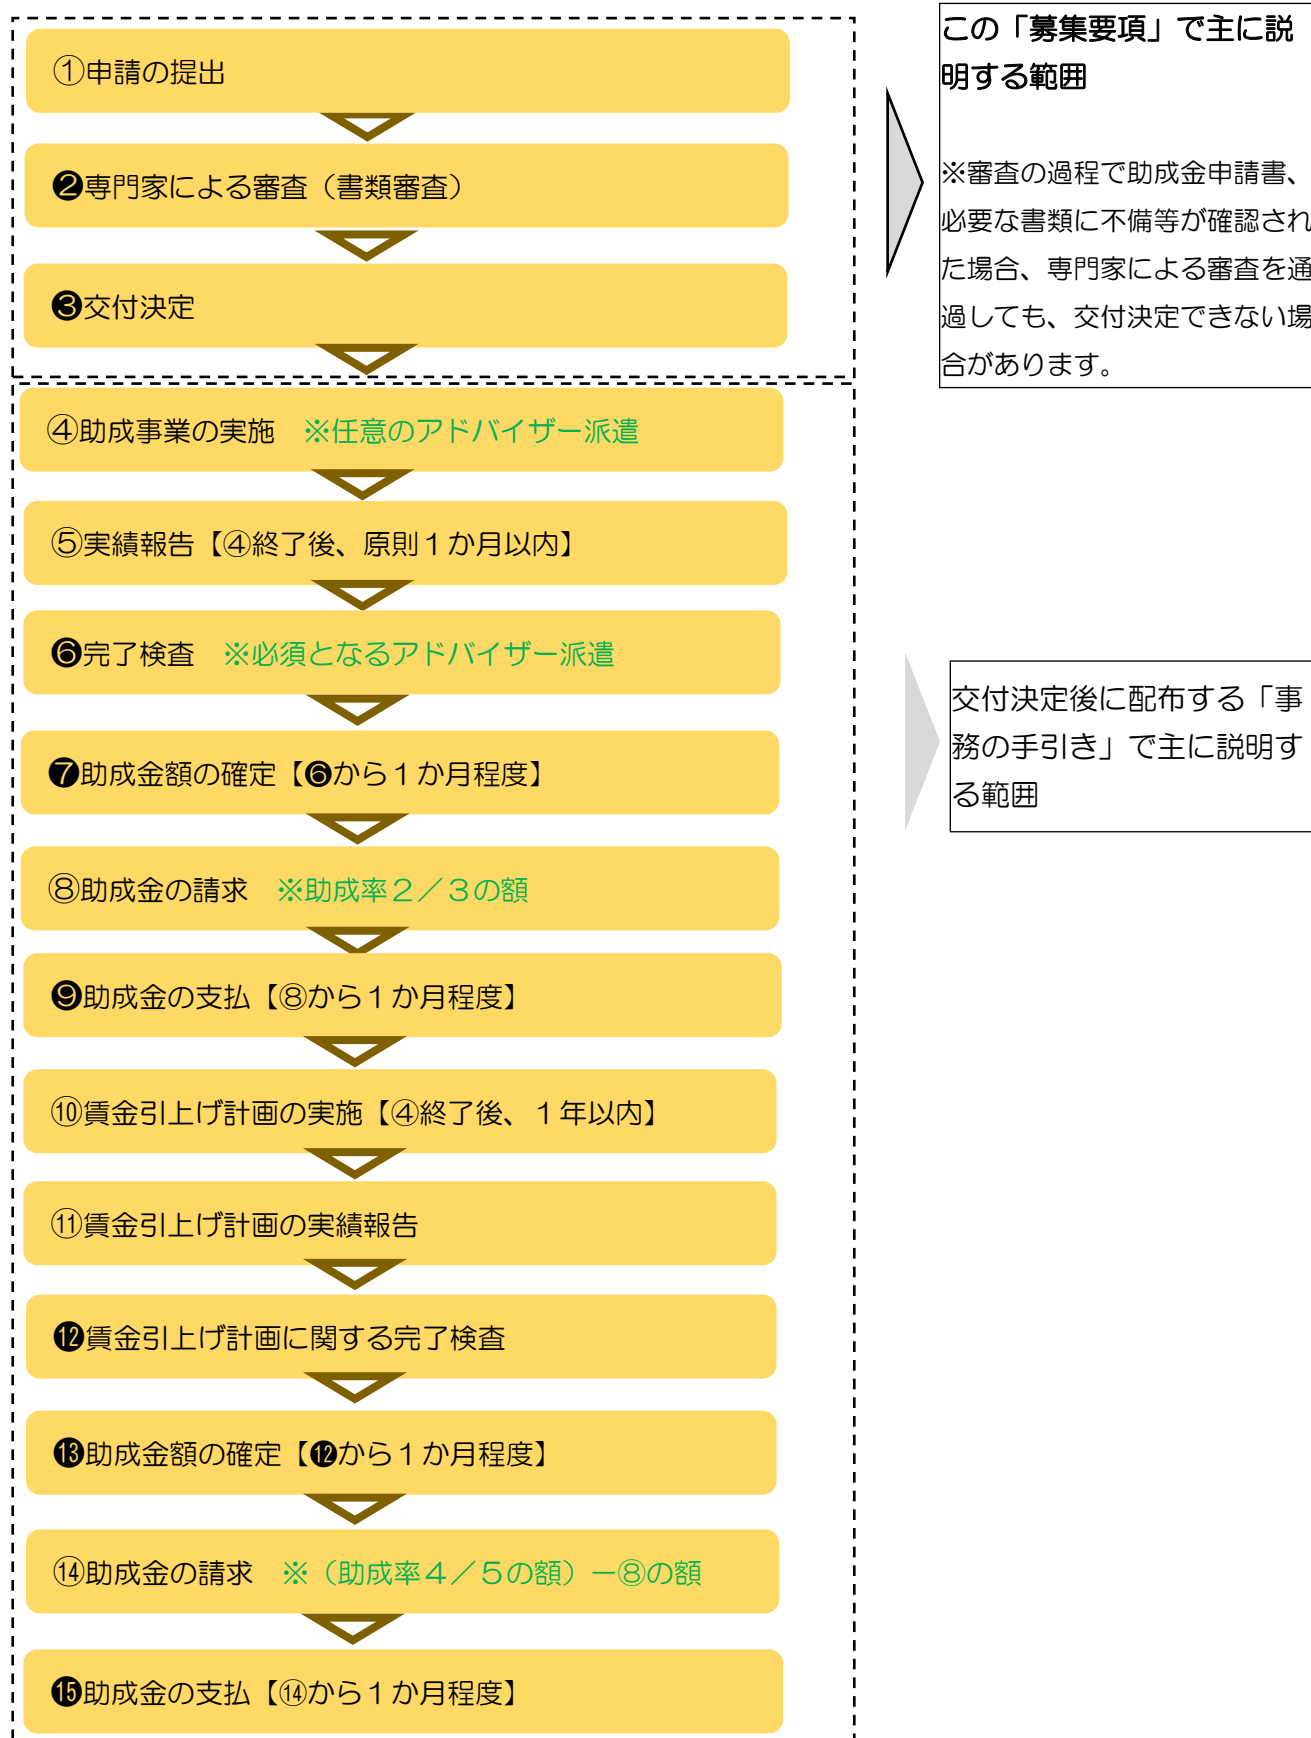 ①申請の提出
❷専門家による審査（書類審査）
❸交付決定
この「募集要項」で主に説
明する範囲
※審査の過程で助成金申請書、
必要な書類に不備等が確認され
た場合、専門家による審査を通
過しても、交付決定できない場
合があります。
④助成事業の実施　※任意のアドバイザー派遣
⑤実績報告【④終了後、原則１か月以内】
❻完了検査　※必須となるアドバイザー派遣
❼助成金額の確定【❻から１か月程度】
⑧助成金の請求　※助成率２／３の額
❾助成金の支払【⑧から１か月程度】
⑩賃金引上げ計画の実施【④終了後、１年以内】
⑪賃金引上げ計画の実績報告
⓬賃金引上げ計画に関する完了検査
⓭助成金額の確定【⓬から１か月程度】
⑭助成金の請求　※（助成率４／５の額）－⑧の額
⓯助成金の支払【⑭から１か月程度】
交付決定後に配布する「事
務の手引き」で主に説明す
る範囲